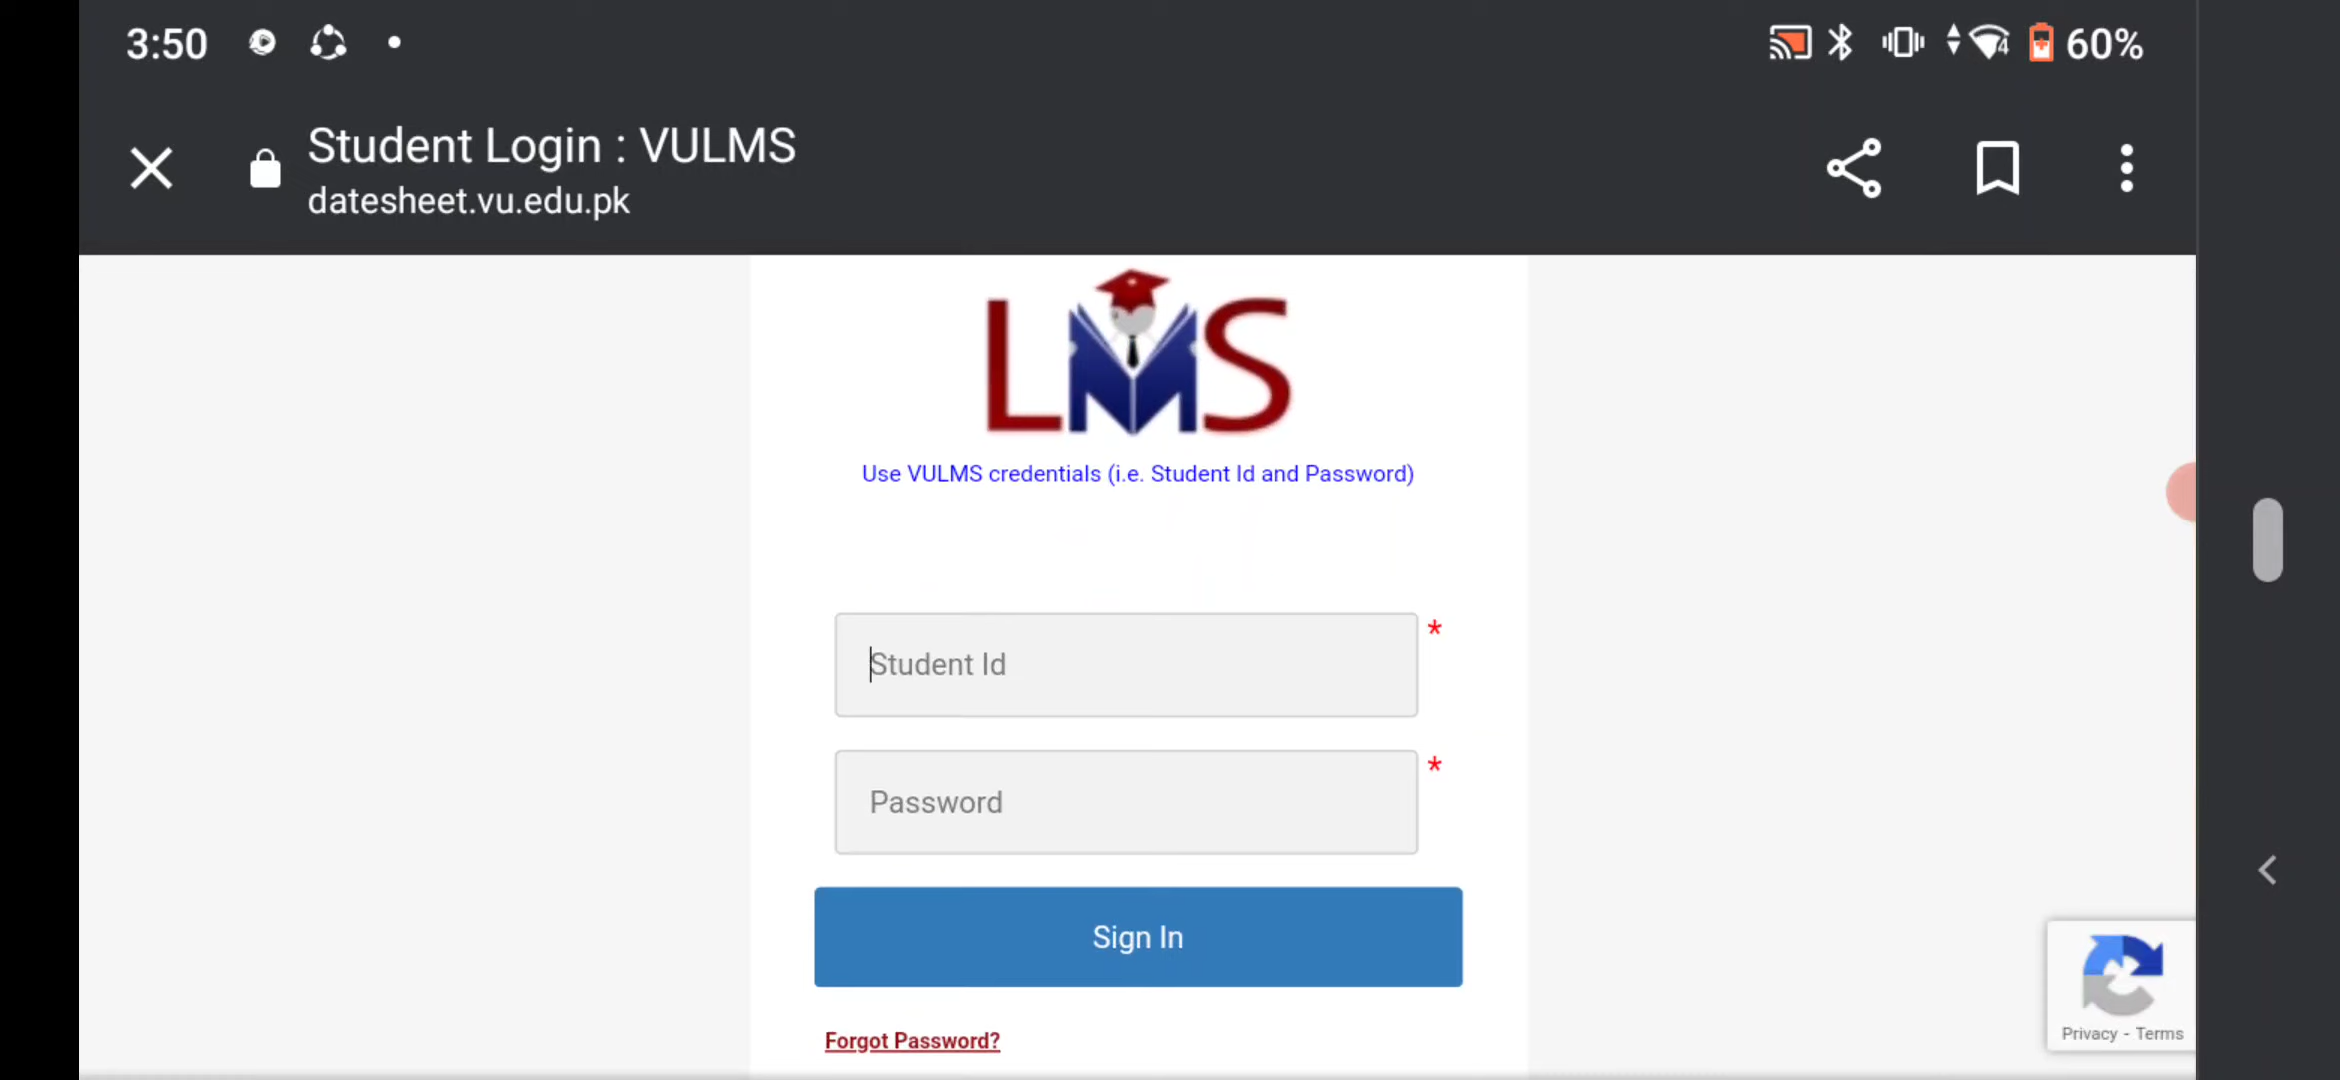 3:50
60%
Student Login : VULMS
datesheet.vu.edu.pk
LMS
Use VULMS credentials (i.e. Student Id and Password)
Student Id *
Password *
Sign In
Forgot Password?
Privacy - Terms